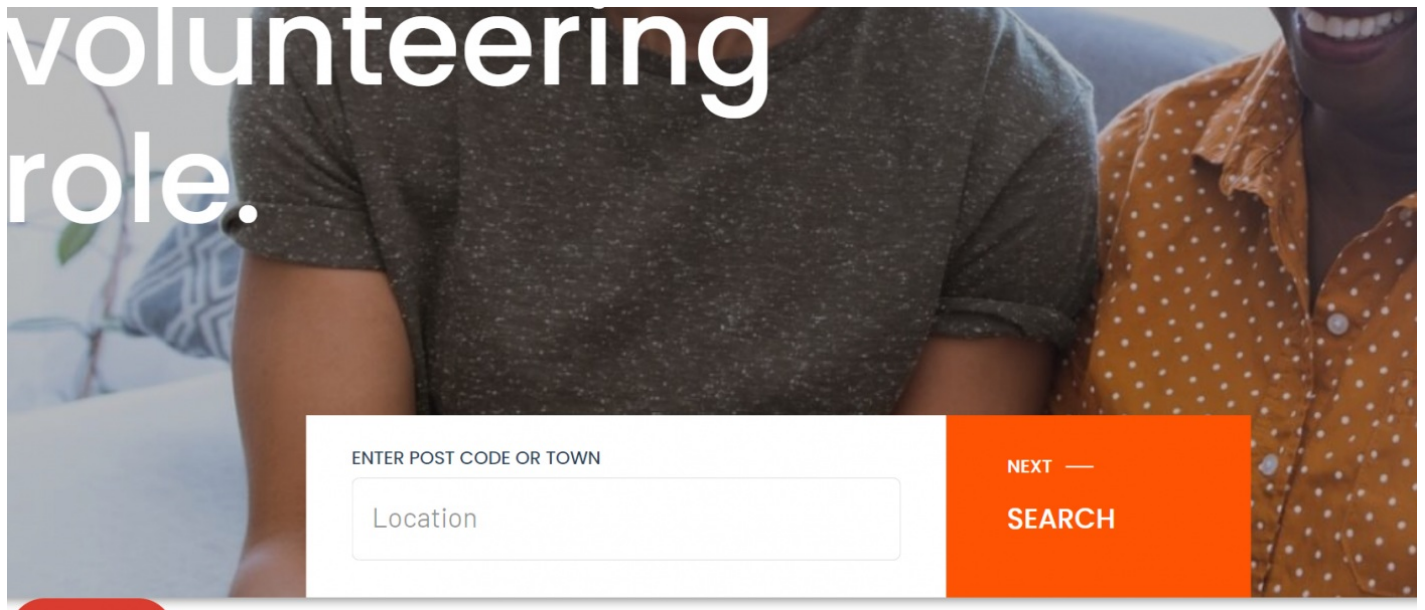 volunteering
role.
ENTER POST CODE OR TOWN
Location
NEXT
SEARCH